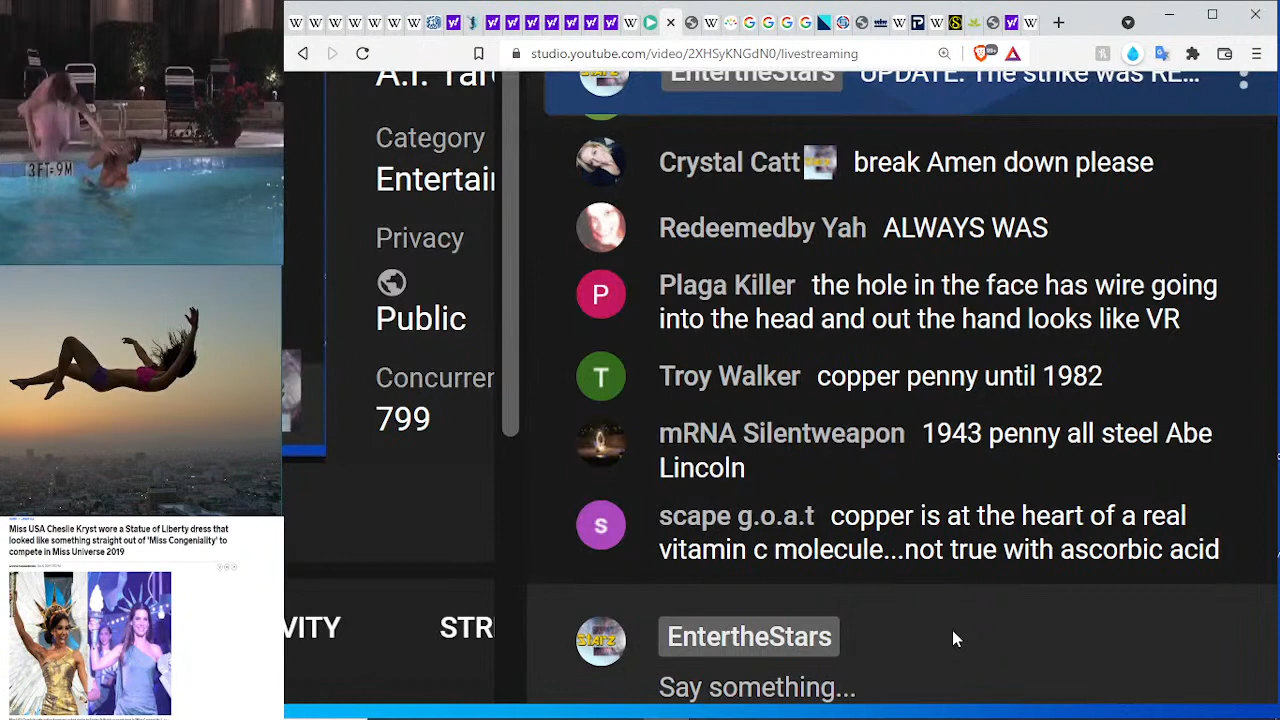 studio.youtube.com/video/2XHSyKNGdN0/livestreaming
99+
3FT=9M
Miss USA Cheslie Kryst wore a Statue of Liberty dress that
looked like something straight out of 'Miss Congeniality' to
compete in Miss Universe 2019
Category
Entertai
Privacy
Public
Concurrer
799
VITY
STR
EntertheStars UPDATE: The strike was RE...
Crystal Catt break Amen down please
Redeemedby Yah ALWAYS WAS
P
Plaga Killer the hole in the face has wire going
into the head and out the hand looks like VR
T
Troy Walker copper penny until 1982
mRNA Silentweapon 1943 penny all steel Abe
Lincoln
s
scape g.o.a.t copper is at the heart of a real
vitamin c molecule...not true with ascorbic acid
STARZ
EntertheStars
Say something...